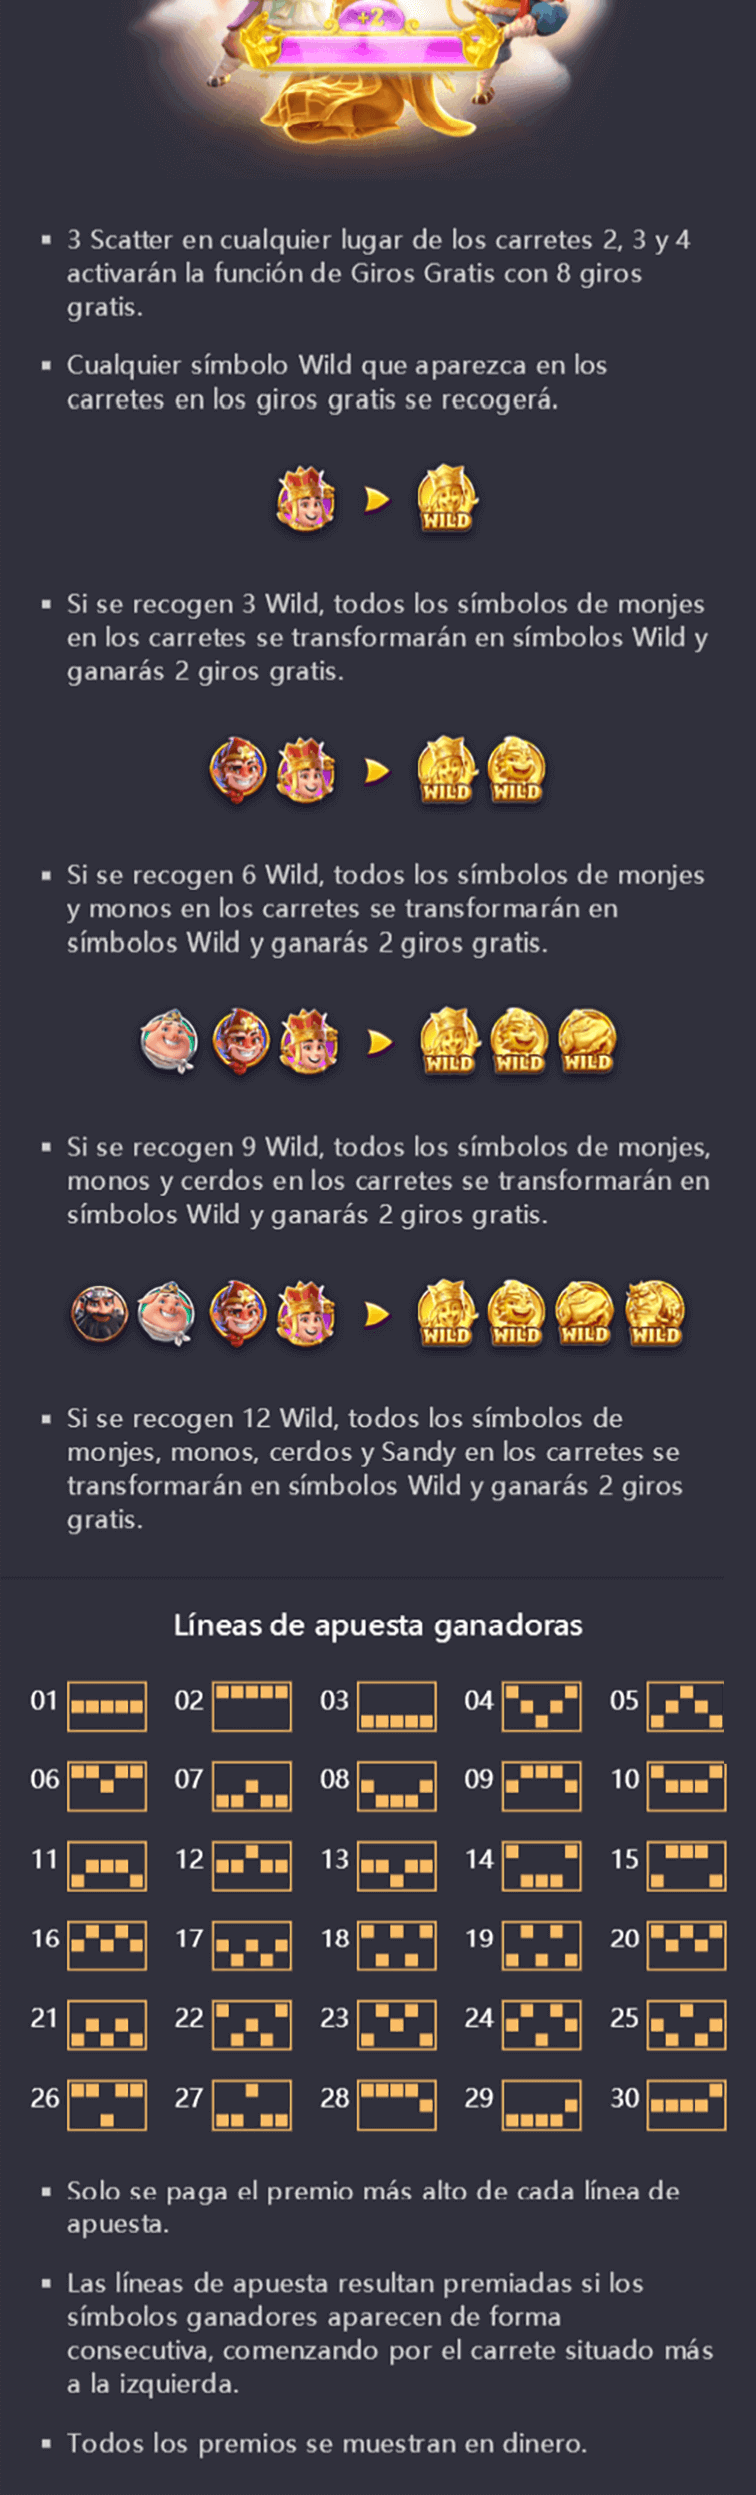 +2
3 Scatter en cualquier lugar de los carretes 2, 3 y 4
activarán la función de Giros Gratis con 8 giros
gratis.
Cualquier símbolo Wild que aparezca en los
carretes en los giros gratis se recogerá.
WILD
Si se recogen 3 Wild, todos los símbolos de monjes
en los carretes se transformarán en símbolos Wild y
ganarás 2 giros gratis.
WILD WILD
Si se recogen 6 Wild, todos los símbolos de monjes
y monos en los carretes se transformarán en
símbolos Wild y ganarás 2 giros gratis.
WILD WILD WILD
Si se recogen 9 Wild, todos los símbolos de monjes,
monos y cerdos en los carretes se transformarán en
símbolos Wild y ganarás 2 giros gratis.
WILD WILD WILD WILD
Si se recogen 12 Wild, todos los símbolos de
monjes, monos, cerdos y Sandy en los carretes se
transformarán en símbolos Wild y ganarás 2 giros
gratis.
Líneas de apuesta ganadoras
01 02 03 04 05
06 07 08 09 10
11 12 13 14 15
16 17 18 19 20
21 22 23 24 25
26 27 28 29 30
Solo se paga el premio más alto de cada línea de
apuesta.
Las líneas de apuesta resultan premiadas si los
símbolos ganadores aparecen de forma
consecutiva, comenzando por el carrete situado más
a la izquierda.
Todos los premios se muestran en dinero.